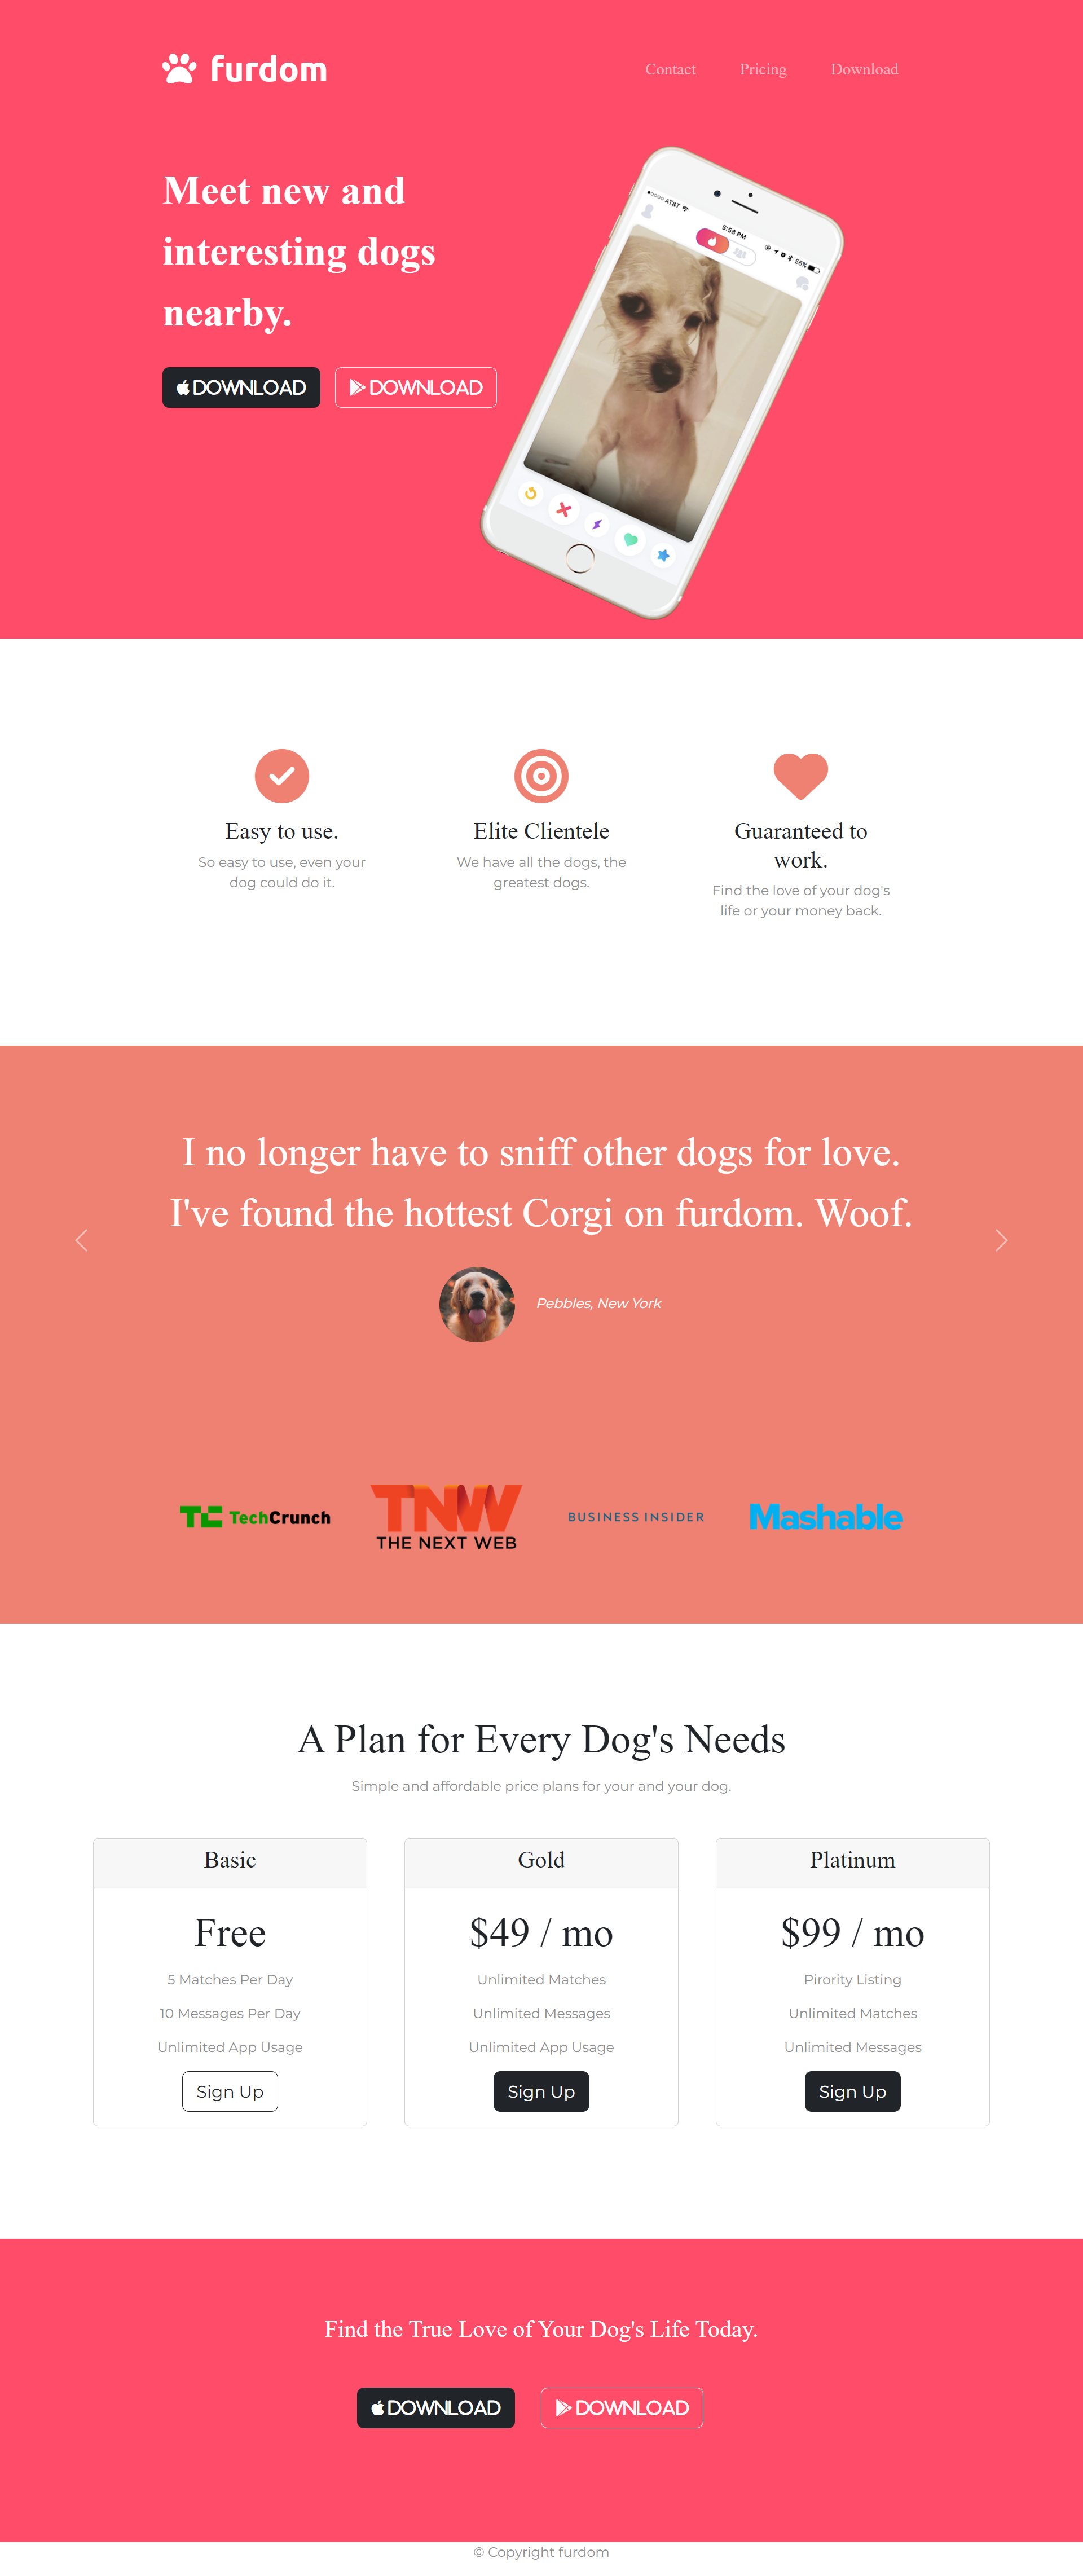 furdom
Contact Pricing Download
Meet new and
interesting dogs
nearby.
●○○○○ AT&T 5:58 PM 55%
DOWNLOAD DOWNLOAD
Easy to use.
So easy to use, even your
dog could do it.
Elite Clientele
We have all the dogs, the
greatest dogs.
Guaranteed to
work.
Find the love of your dog's
life or your money back.
I no longer have to sniff other dogs for love.
I've found the hottest Corgi on furdom. Woof.
Pebbles, New York
TC TechCrunch
TNW
THE NEXT WEB
BUSINESS INSIDER
Mashable
A Plan for Every Dog's Needs
Simple and affordable price plans for your and your dog.
Basic
Free
5 Matches Per Day
10 Messages Per Day
Unlimited App Usage
Sign Up
Gold
$49 / mo
Unlimited Matches
Unlimited Messages
Unlimited App Usage
Sign Up
Platinum
$99 / mo
Pirority Listing
Unlimited Matches
Unlimited Messages
Sign Up
Find the True Love of Your Dog's Life Today.
DOWNLOAD DOWNLOAD
© Copyright furdom